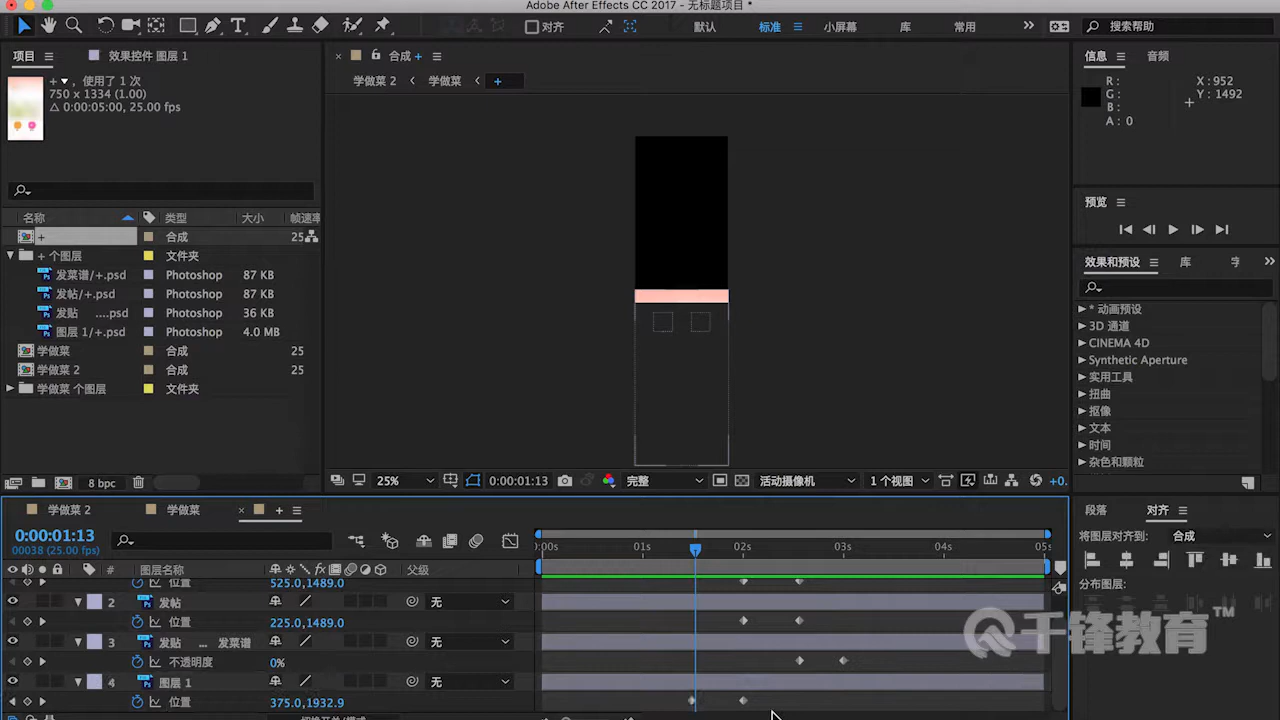 Adobe After Effects CC 2017 - 无标题项目 *
对齐 默认 标准 小屏幕 库 常用 » 搜索帮助
项目 效果控件 图层 1
+▼, 使用了 1 次
750 x 1334 (1.00)
△ 0:00:05:00, 25.00 fps
名称 类型 大小 帧速率
+ 合成 25
+ 个图层 文件夹
发菜谱/+.psd Photoshop 87 KB
发帖/+.psd Photoshop 87 KB
发贴 ....psd Photoshop 36 KB
图层 1/+.psd Photoshop 4.0 MB
学做菜 合成 25
学做菜 2 合成 25
学做菜 个图层 文件夹
8 bpc
× 合成 +
学做菜 2 ‹ 学做菜 ‹ +
25% 0:00:01:13 完整 活动摄像机 1 个视图 +0.
信息 音频
R :
G :
B :
A : 0
X : 952
Y : 1492
预览
效果和预设 库 字 »
* 动画预设
3D 通道
CINEMA 4D
Synthetic Aperture
实用工具
扭曲
抠像
文本
时间
杂色和颗粒
段落 对齐
将图层对齐到: 合成
分布图层:
学做菜 2 学做菜 × +
0:00:01:13
00038 (25.00 fps)
:00s 01s 02s 03s 04s 05s
# 图层名称 父级
位置 525.0,1489.0
2 发帖 无
位置 225.0,1489.0
3 发贴 ... 发菜谱 无
不透明度 0%
4 图层 1 无
位置 375.0,1932.9
切换开关/模式
千锋教育™